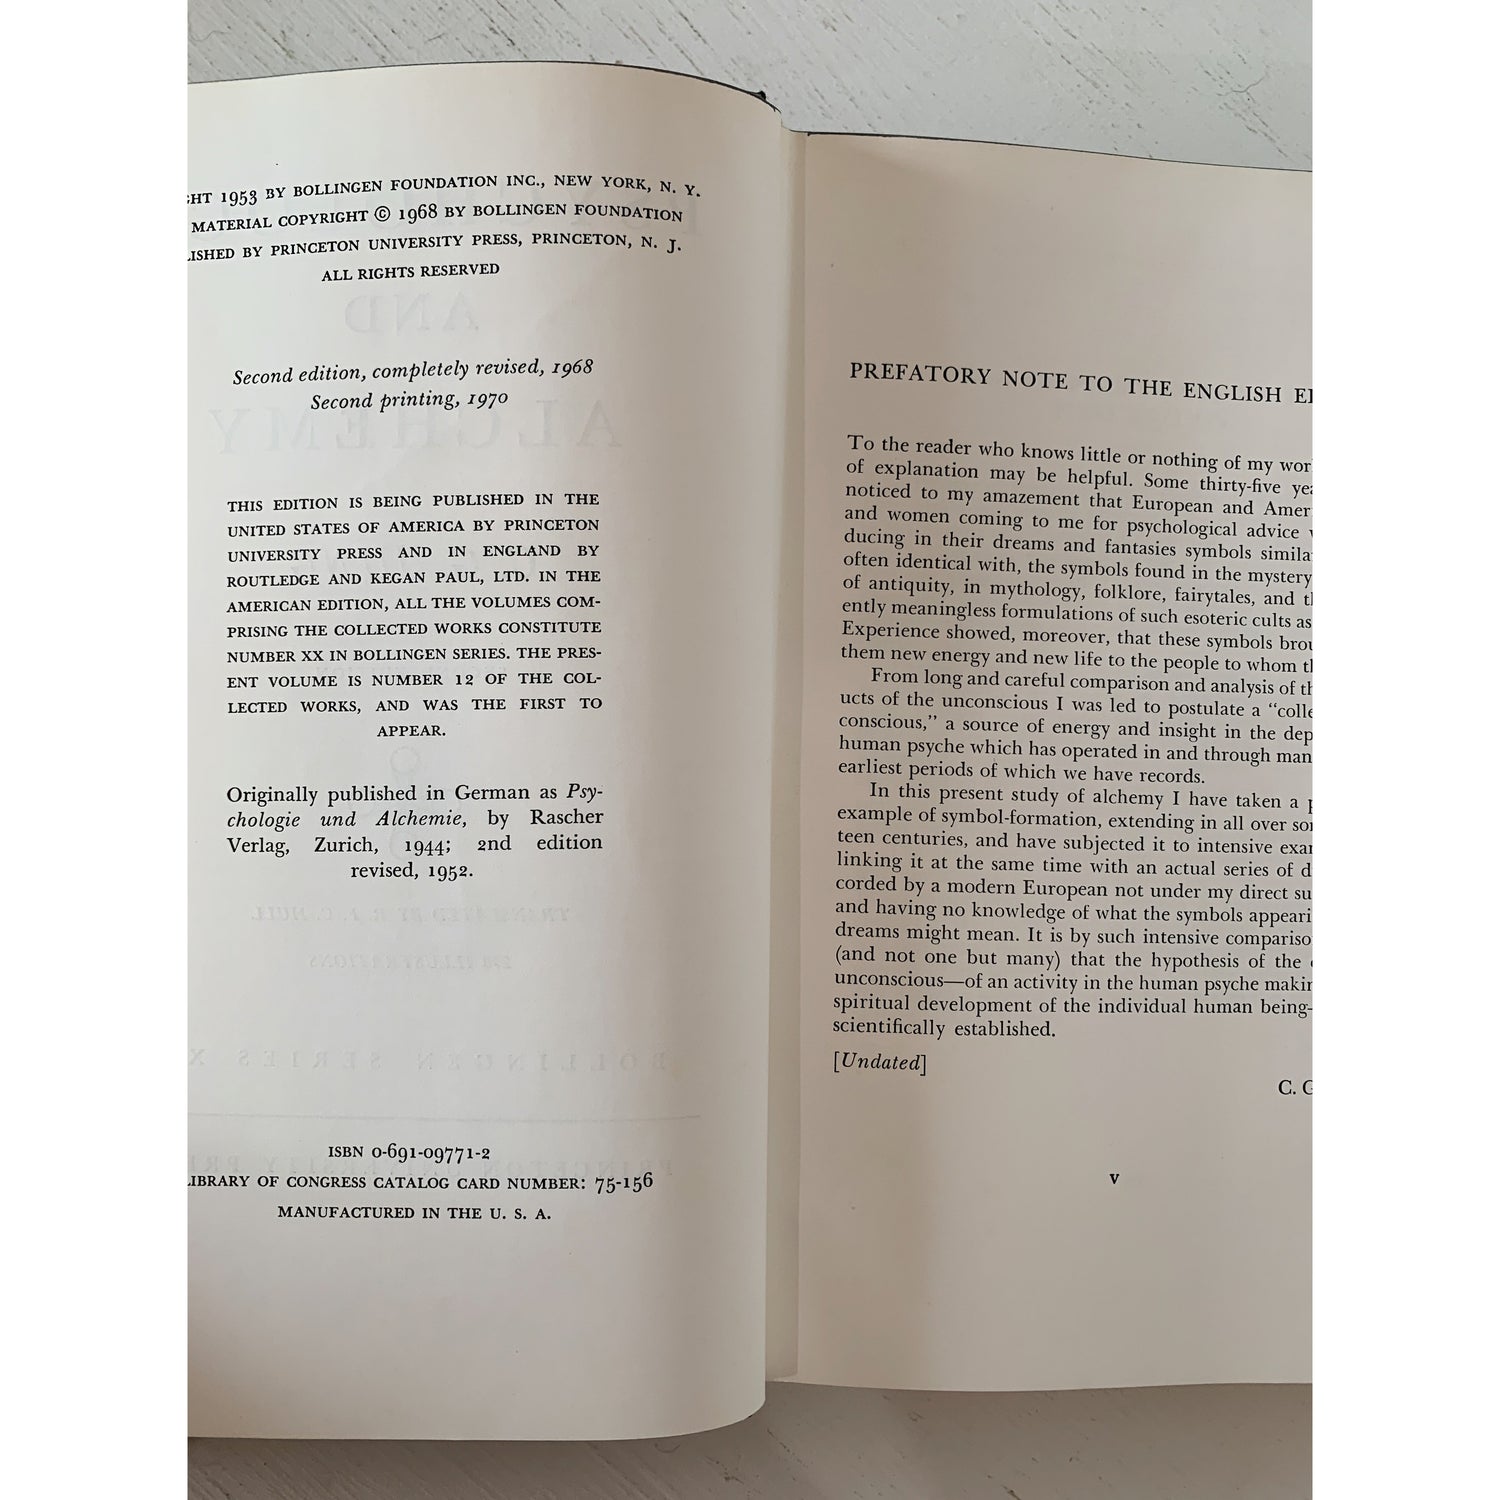 1953 BY BOLLINGEN FOUNDATION INC., NEW YORK, N. Y.
MATERIAL COPYRIGHT © 1968 BY BOLLINGEN FOUNDATION
BY PRINCETON UNIVERSITY PRESS, PRINCETON, N. J.
ALL RIGHTS RESERVED
Second edition, completely revised, 1968
Second printing, 1970
THIS EDITION IS BEING PUBLISHED IN THE
UNITED STATES OF AMERICA BY PRINCETON
UNIVERSITY PRESS AND IN ENGLAND BY
ROUTLEDGE AND KEGAN PAUL, LTD. IN THE
AMERICAN EDITION, ALL THE VOLUMES COM-
PRISING THE COLLECTED WORKS CONSTITUTE
NUMBER XX IN BOLLINGEN SERIES. THE PRES-
ENT VOLUME IS NUMBER 12 OF THE COL-
LECTED WORKS, AND WAS THE FIRST TO
APPEAR.
Originally published in German as Psy-
chologie und Alchemie, by Rascher
Verlag, Zurich, 1944; 2nd edition
revised, 1952.
ISBN 0-691-09771-2
LIBRARY OF CONGRESS CATALOG CARD NUMBER: 75-156
MANUFACTURED IN THE U. S. A.
PREFATORY NOTE TO THE ENGLISH
To the reader who knows little or nothing of my
of explanation may be helpful. Some thirty-five
noticed to my amazement that European and
and women coming to me for psychological advice
ducing in their dreams and fantasies symbols
often identical with, the symbols found in the mystery
of antiquity, in mythology, folklore, fairytales, and
ently meaningless formulations of such esoteric cults as
Experience showed, moreover, that these symbols
them new energy and new life to the people to whom
From long and careful comparison and analysis of
ucts of the unconscious I was led to postulate a
conscious,” a source of energy and insight in the
human psyche which has operated in and through
earliest periods of which we have records.
In this present study of alchemy I have taken a
example of symbol-formation, extending in all over
teen centuries, and have subjected it to intensive
linking it at the same time with an actual series of
corded by a modern European not under my direct
and having no knowledge of what the symbols
dreams might mean. It is by such intensive
(and not one but many) that the hypothesis of the
unconscious—of an activity in the human psyche
spiritual development of the individual human being—
scientifically established.
[Undated]
C.
v